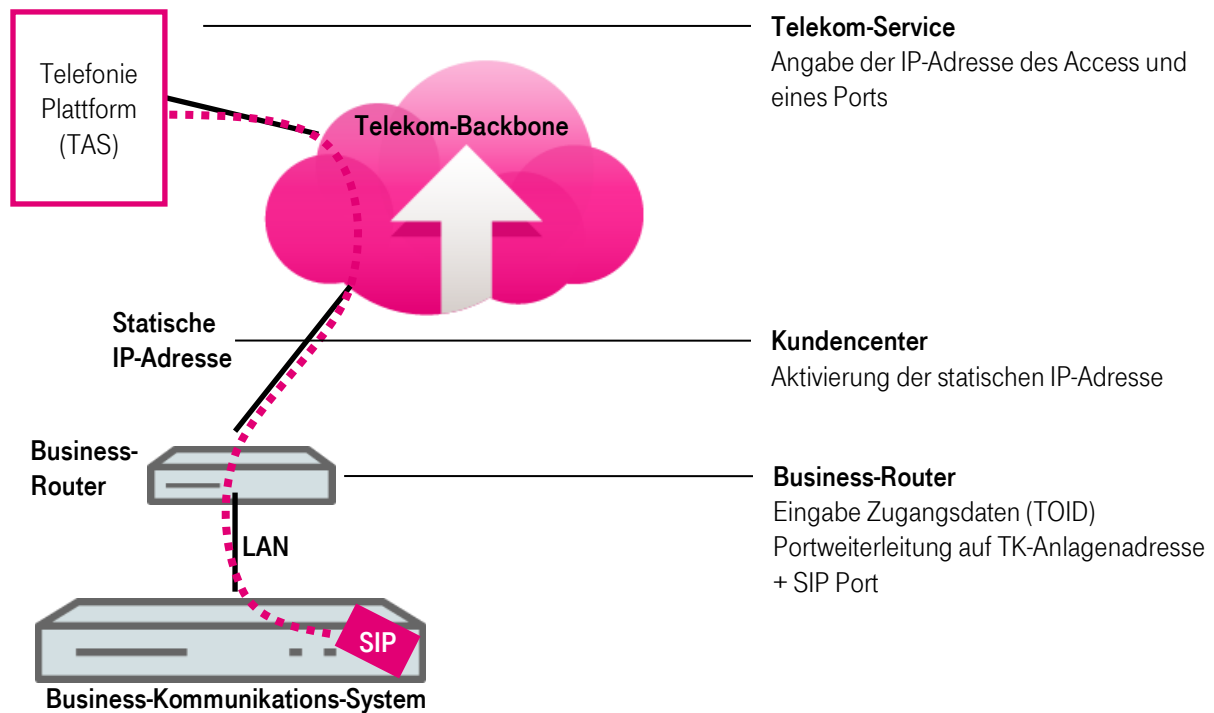 Telefonie
Plattform
(TAS)
Telekom-Service
Angabe der IP-Adresse des Access und
eines Ports
Telekom-Backbone
Statische
IP-Adresse
Kundencenter
Aktivierung der statischen IP-Adresse
Business-
Router
Business-Router
Eingabe Zugangsdaten (TOID)
Portweiterleitung auf TK-Anlagenadresse
+ SIP Port
LAN
SIP
Business-Kommunikations-System